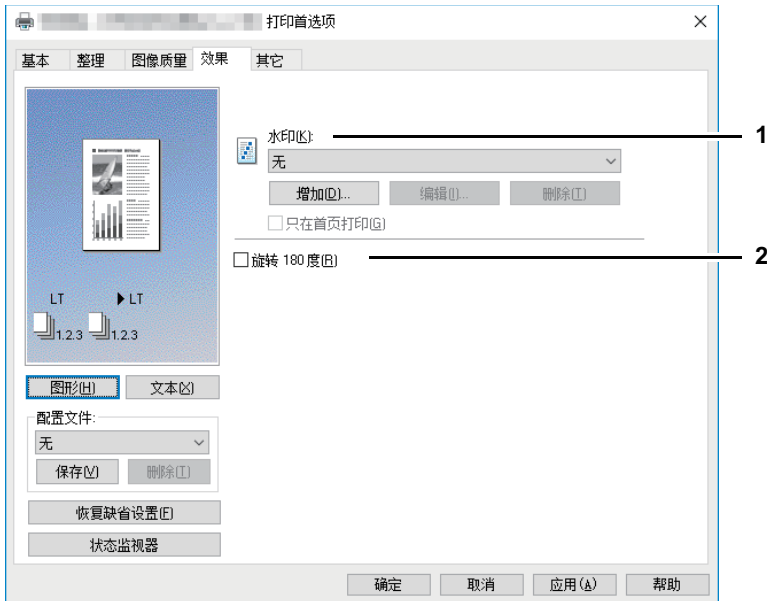 打印首选项
基本 整理 图像质量 效果 其它
水印(K): 1
无
增加(D)... 编辑(I)... 删除(T)
只在首页打印(G)
旋转 180 度(R) 2
LT ▶ LT
1.2.3 1.2.3
图形(H) 文本(X)
配置文件:
无
保存(V) 删除(T)
恢复缺省设置(F)
状态监视器
确定 取消 应用(A) 帮助